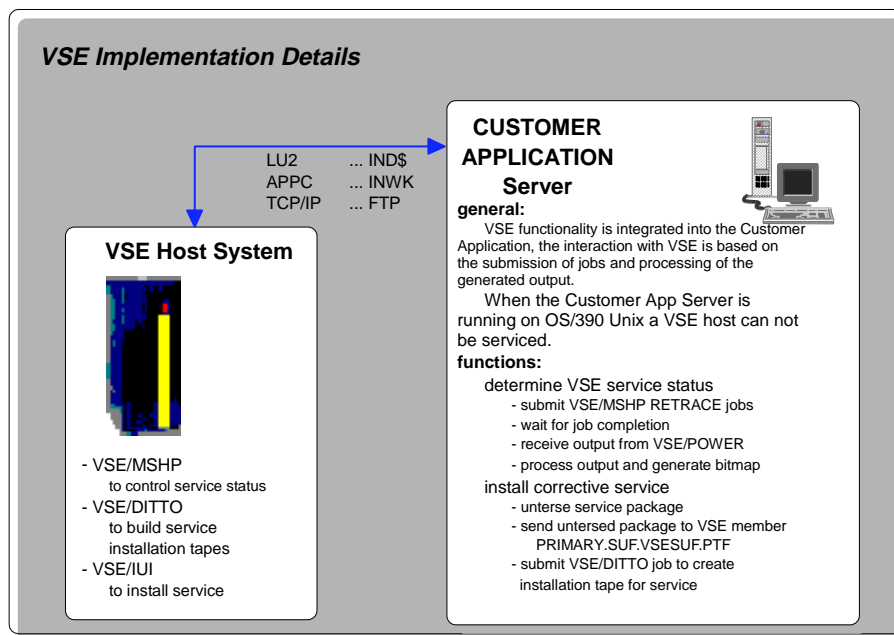 VSE Implementation Details
LU2 ... IND$
APPC ... INWK
TCP/IP ... FTP
VSE Host System
- VSE/MSHP
to control service status
- VSE/DITTO
to build service
installation tapes
- VSE/IUI
to install service
CUSTOMER
APPLICATION
Server
general:
VSE functionality is integrated into the Customer
Application, the interaction with VSE is based on
the submission of jobs and processing of the
generated output.
When the Customer App Server is
running on OS/390 Unix a VSE host can not
be serviced.
functions:
determine VSE service status
- submit VSE/MSHP RETRACE jobs
- wait for job completion
- receive output from VSE/POWER
- process output and generate bitmap
install corrective service
- unterse service package
- send untersed package to VSE member
PRIMARY.SUF.VSESUF.PTF
- submit VSE/DITTO job to create
installation tape for service